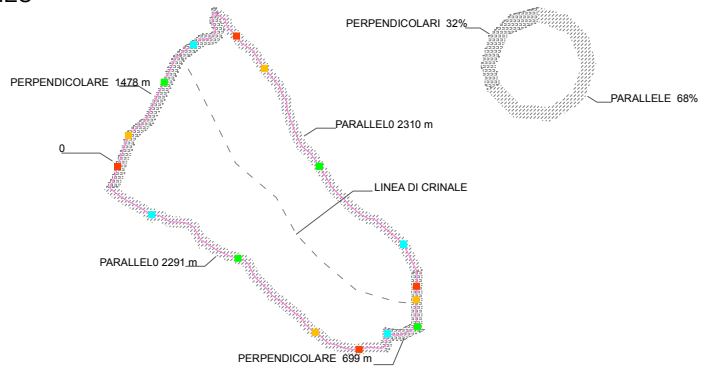 PERPENDICOLARI 32%
PERPENDICOLARE 1478 m
PARALLELE 68%
PARALLEL0 2310 m
0
LINEA DI CRINALE
PARALLEL0 2291 m
PERPENDICOLARE 699 m